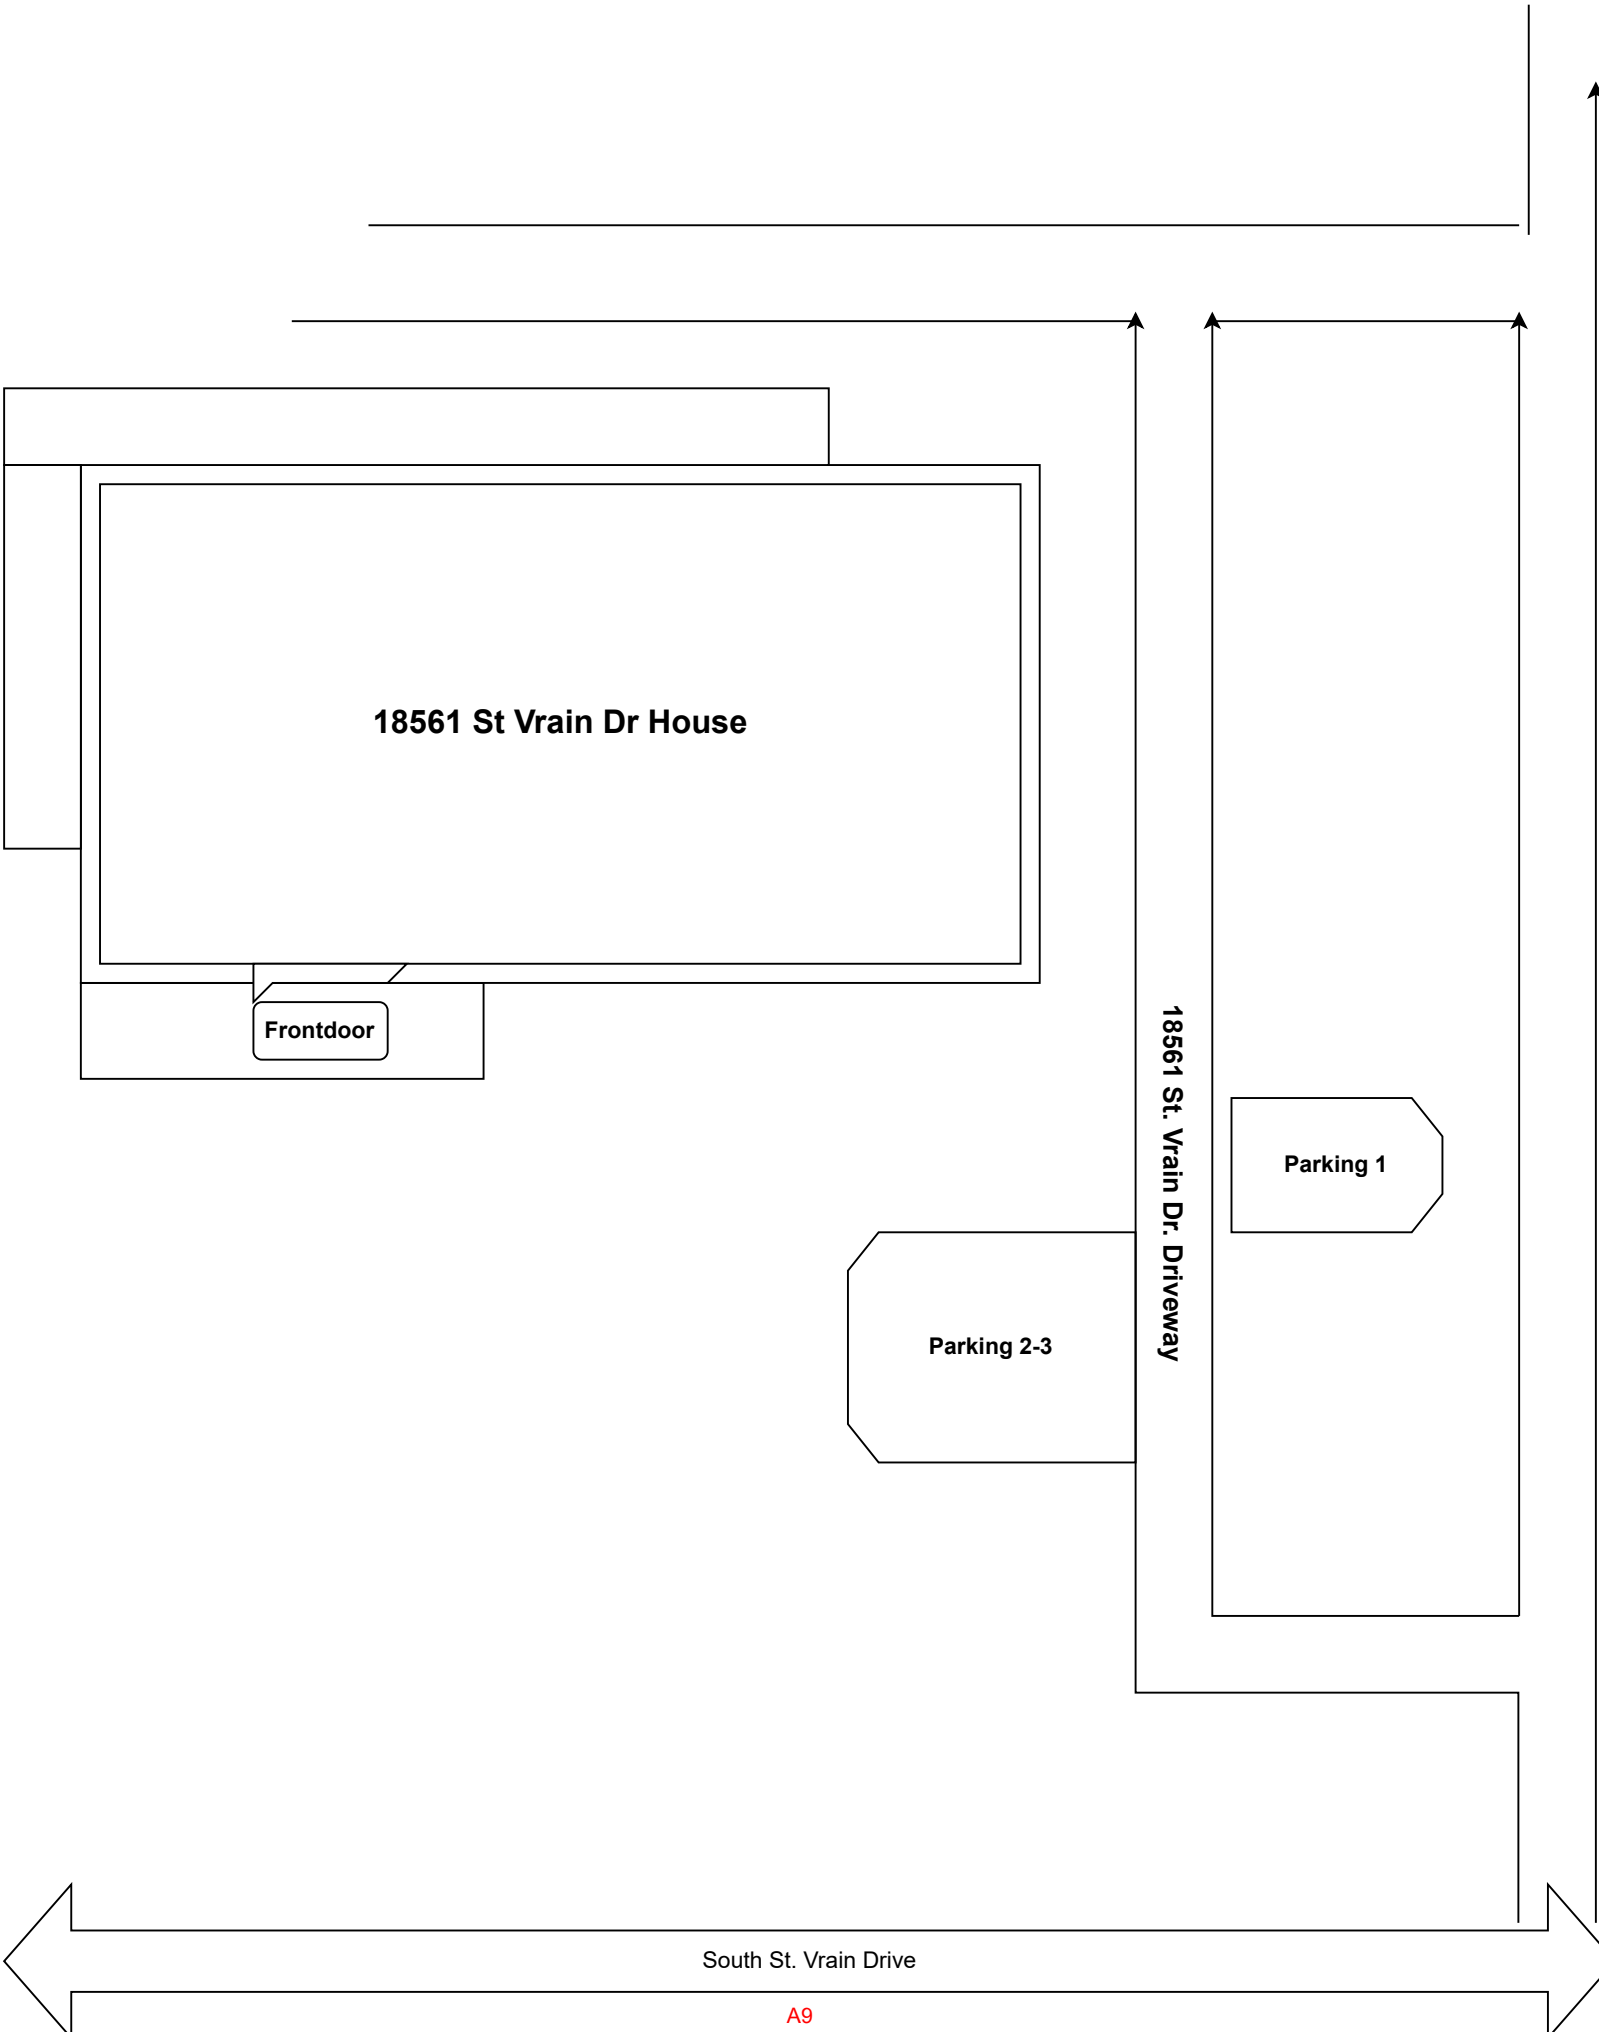 18561 St Vrain Dr House
Frontdoor
18561 St. Vrain Dr. Driveway
Parking 1
Parking 2-3
South St. Vrain Drive
A9